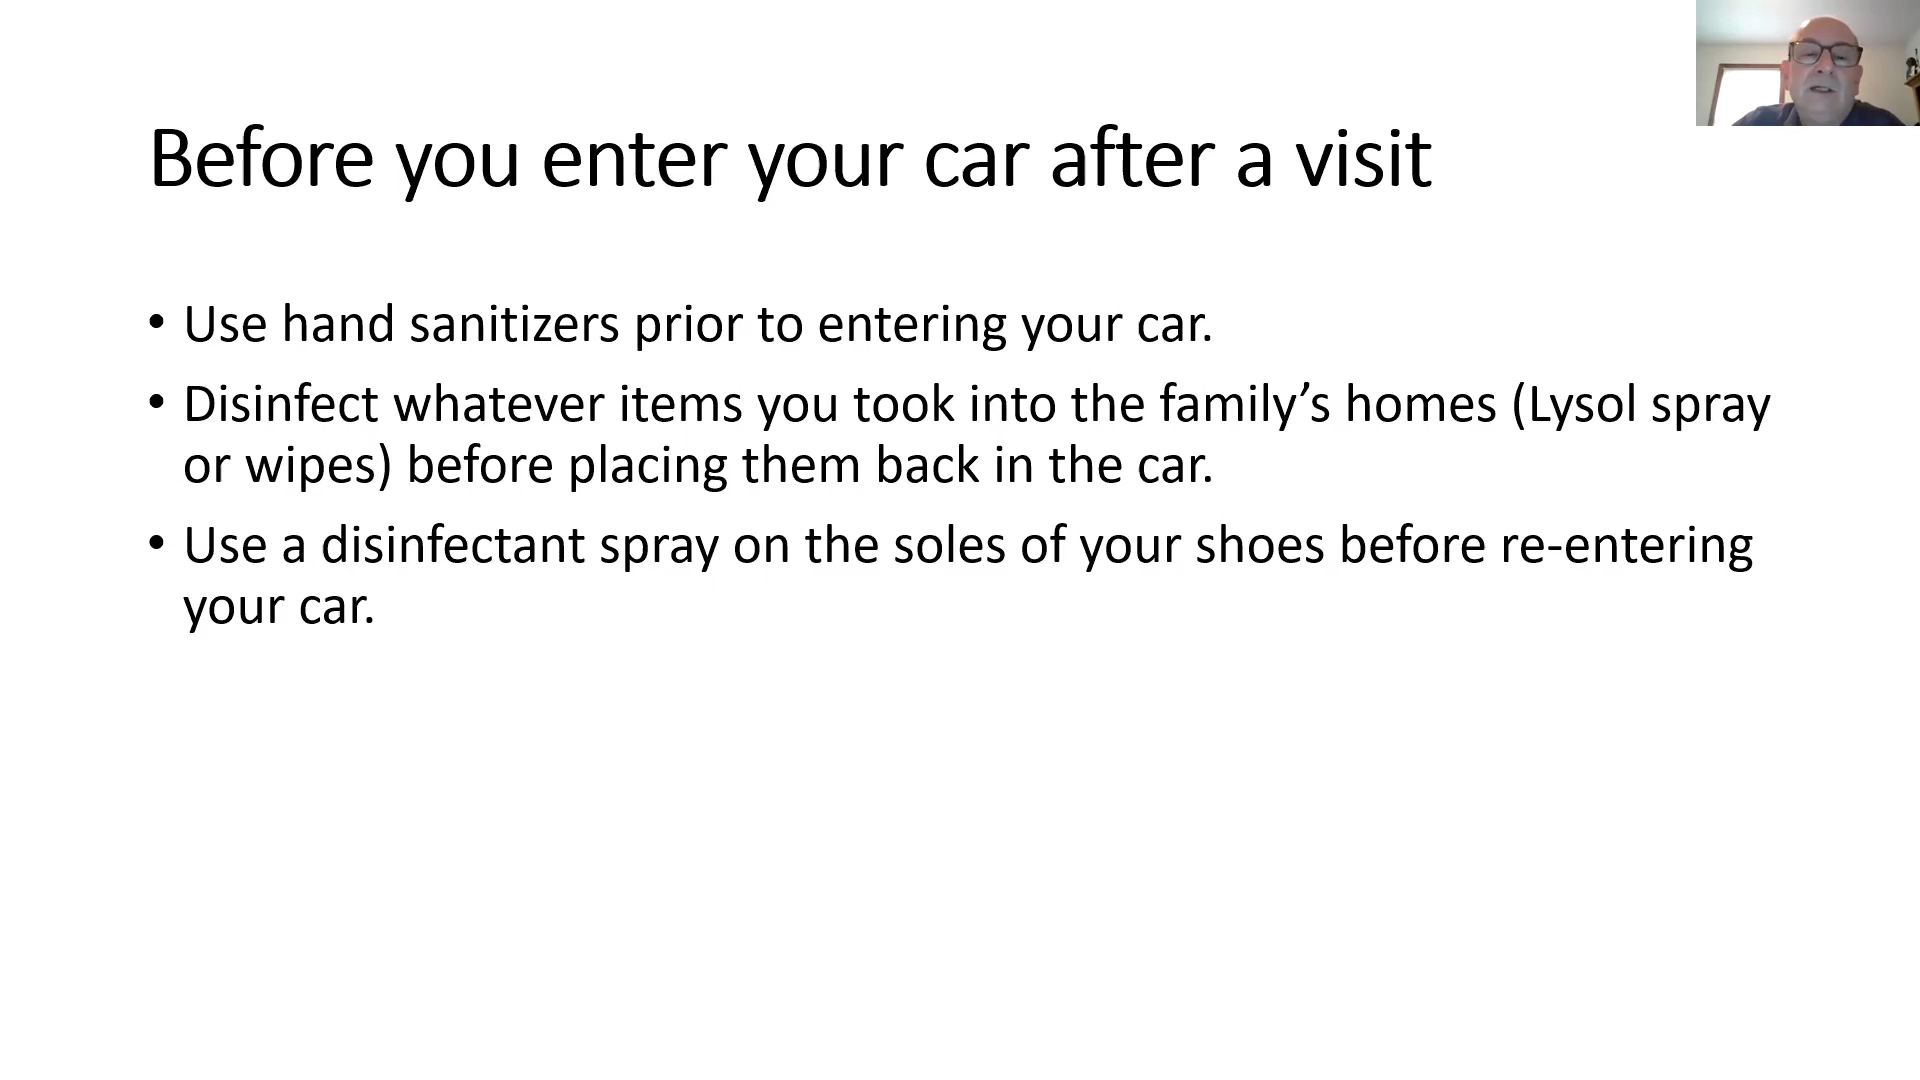 Before you enter your car after a visit
• Use hand sanitizers prior to entering your car.
• Disinfect whatever items you took into the family’s homes (Lysol spray
or wipes) before placing them back in the car.
• Use a disinfectant spray on the soles of your shoes before re-entering
your car.